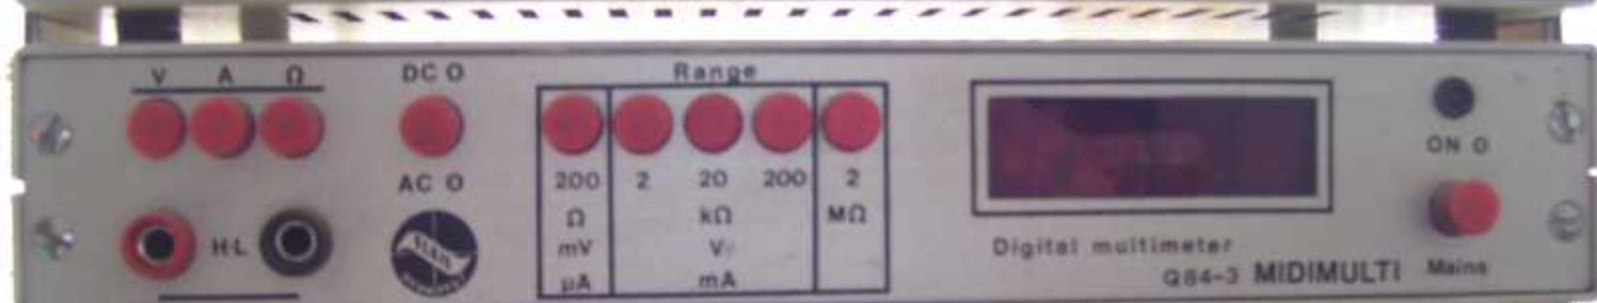 V A Ω
DC O
AC O
H-L
Range
200 2 20 200 2
Ω kΩ MΩ
mV V
µA mA
Digital multimeter
G84-3 MIDIMULTI
ON O
Mains